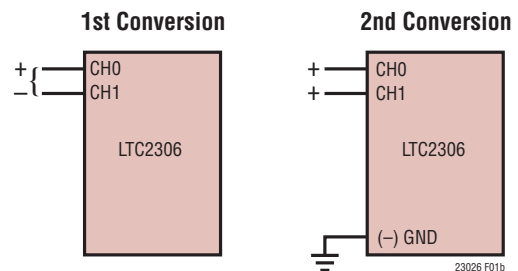 1st Conversion
+ { CH0
– CH1
LTC2306
2nd Conversion
+ CH0
+ CH1
LTC2306
(–) GND
23026 F01b